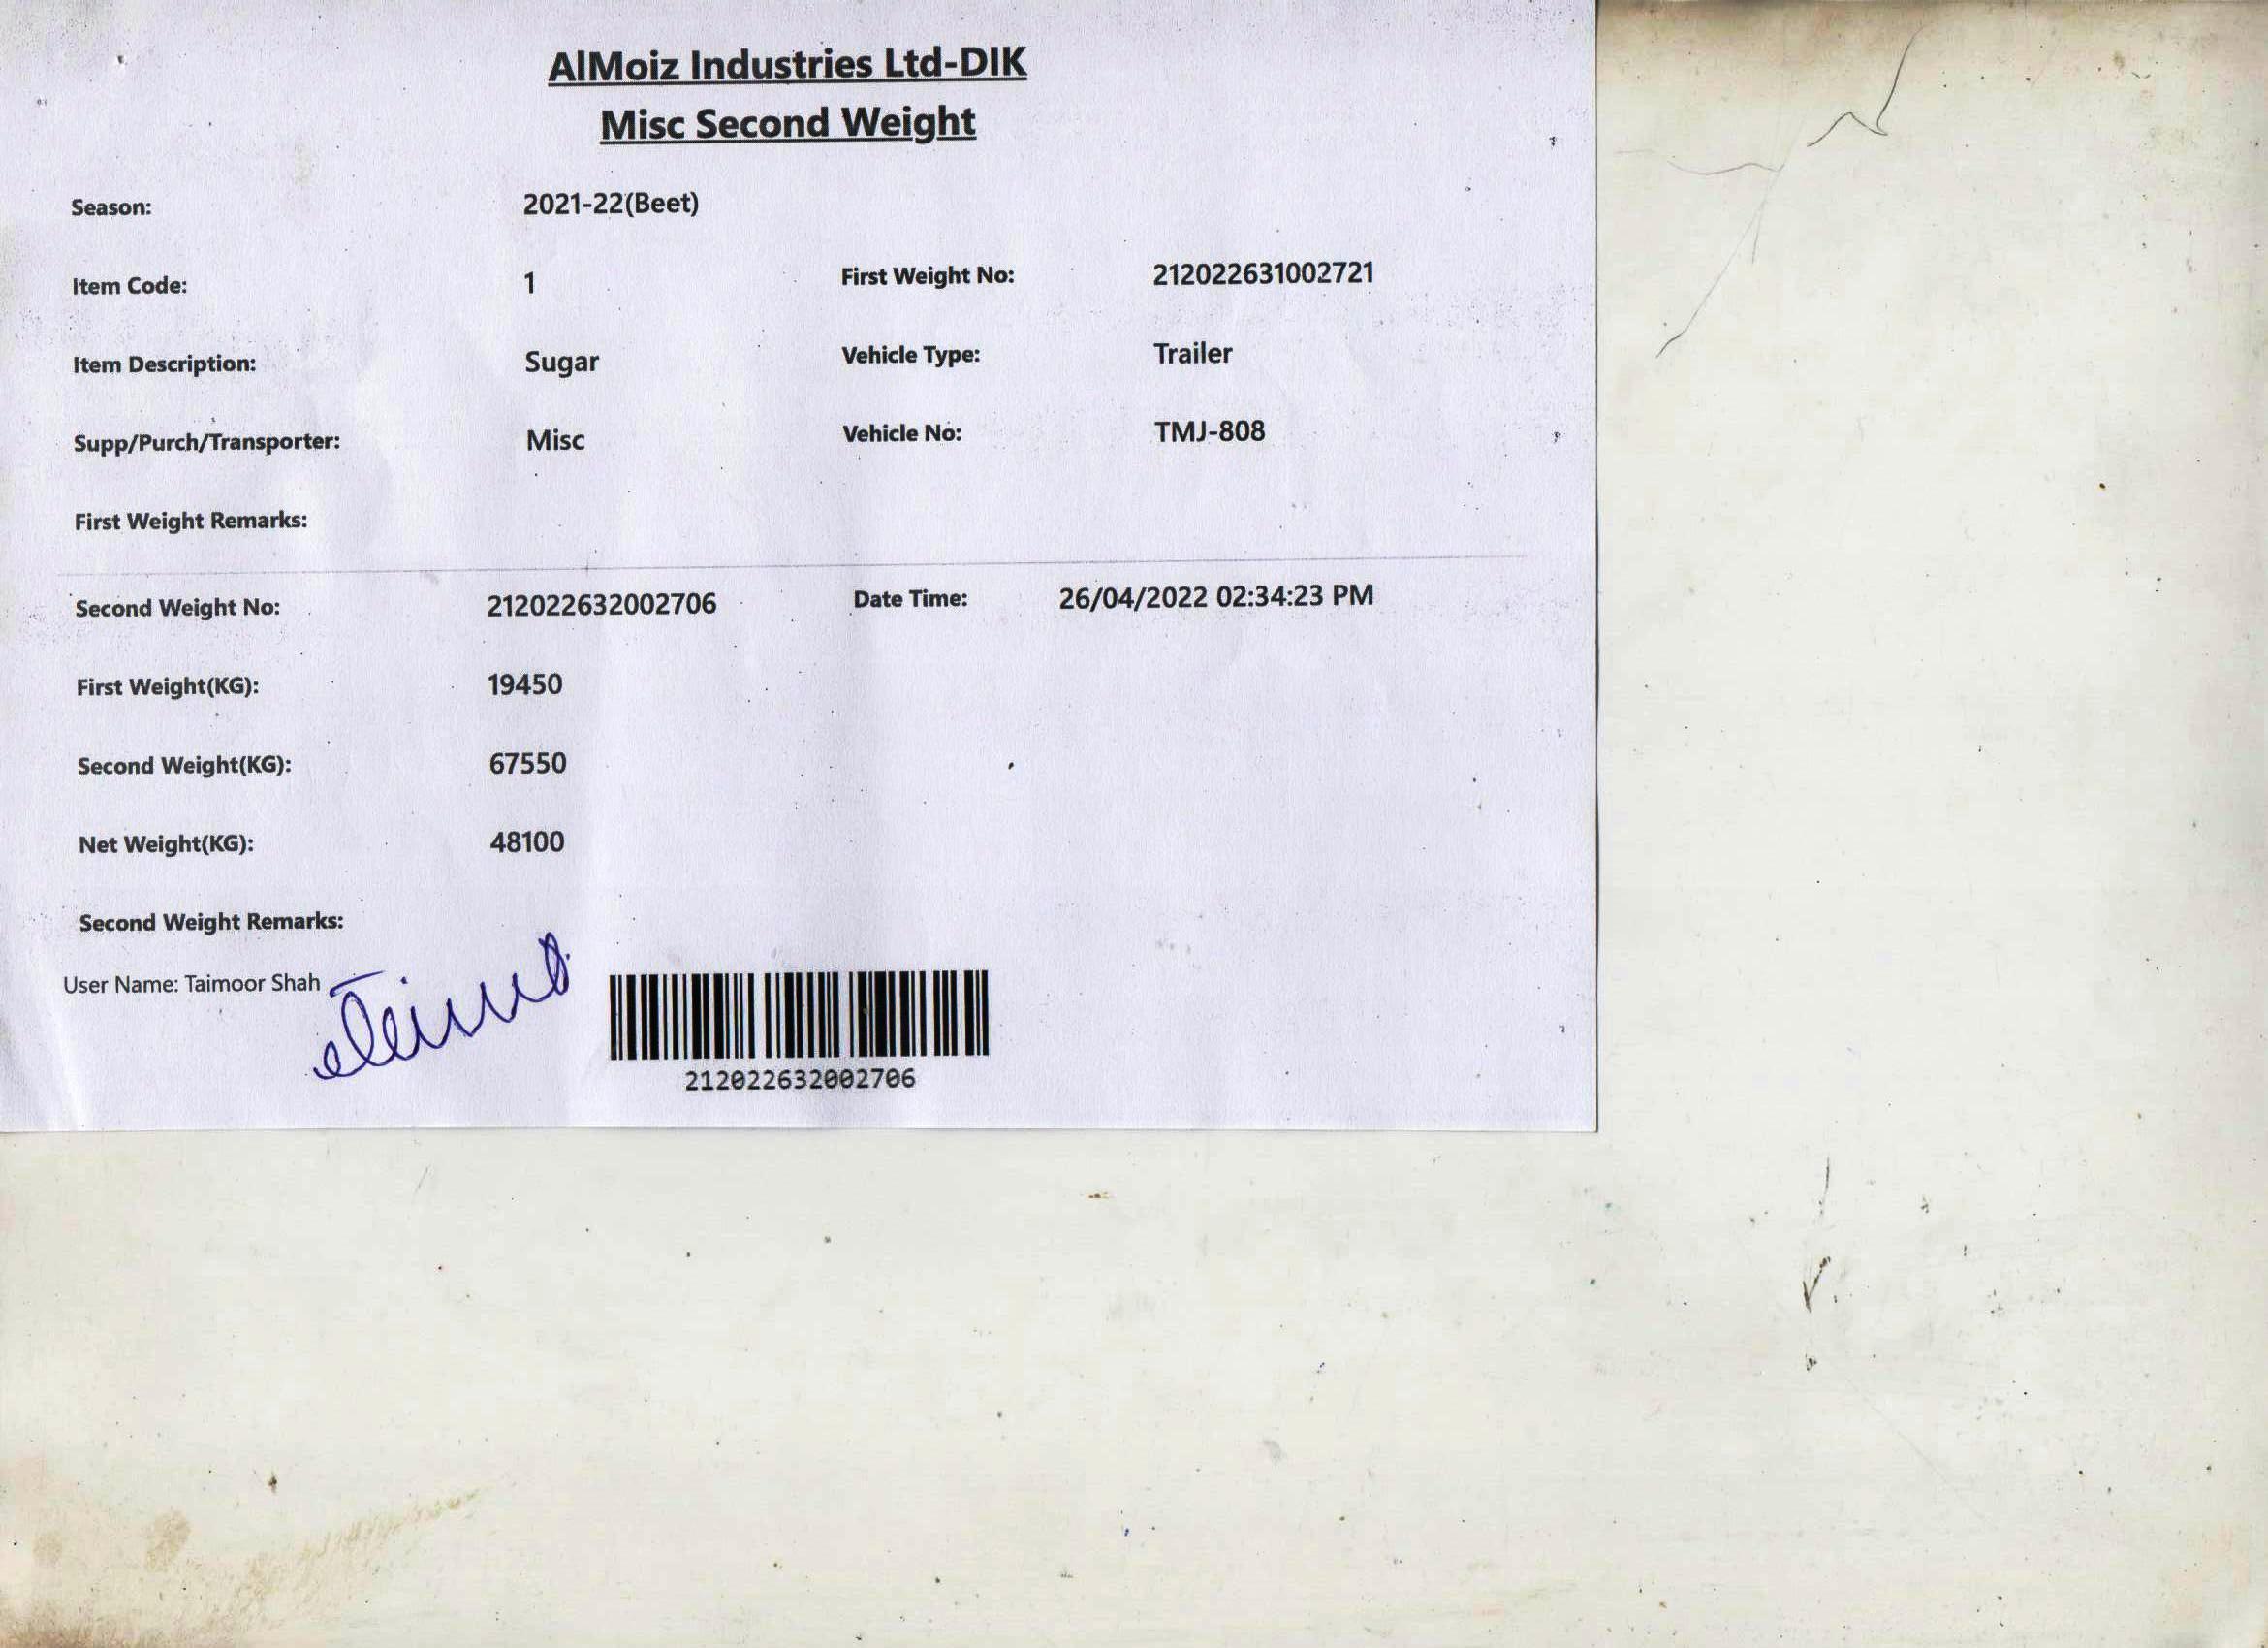 AlMoiz Industries Ltd-DIK
Misc Second Weight
Season: 2021-22(Beet)
Item Code: 1 First Weight No: 212022631002721
Item Description: Sugar Vehicle Type: Trailer
Supp/Purch/Transporter: Misc Vehicle No: TMJ-808
First Weight Remarks:
Second Weight No: 212022632002706 Date Time: 26/04/2022 02:34:23 PM
First Weight(KG): 19450
Second Weight(KG): 67550
Net Weight(KG): 48100
Second Weight Remarks:
User Name: Taimoor Shah
212022632002706